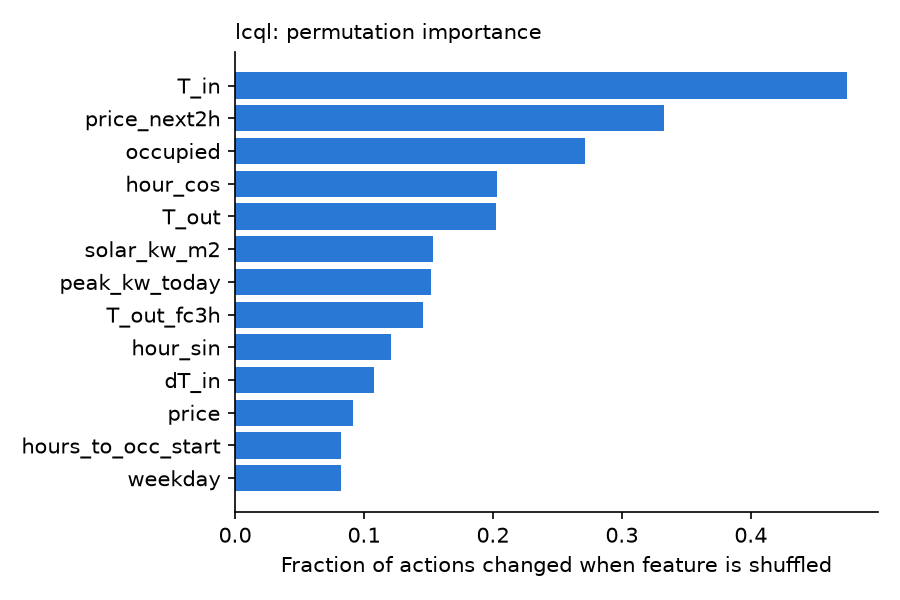 lcql: permutation importance
T_in
price_next2h
occupied
hour_cos
T_out
solar_kw_m2
peak_kw_today
T_out_fc3h
hour_sin
dT_in
price
hours_to_occ_start
weekday
0.0 0.1 0.2 0.3 0.4
Fraction of actions changed when feature is shuffled